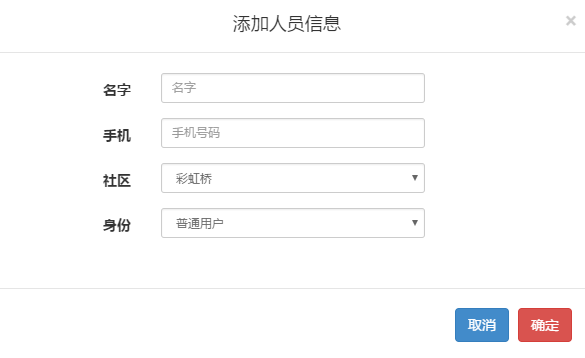 添加人员信息
×
名字 名字
手机 手机号码
社区 彩虹桥
身份 普通用户
取消 确定